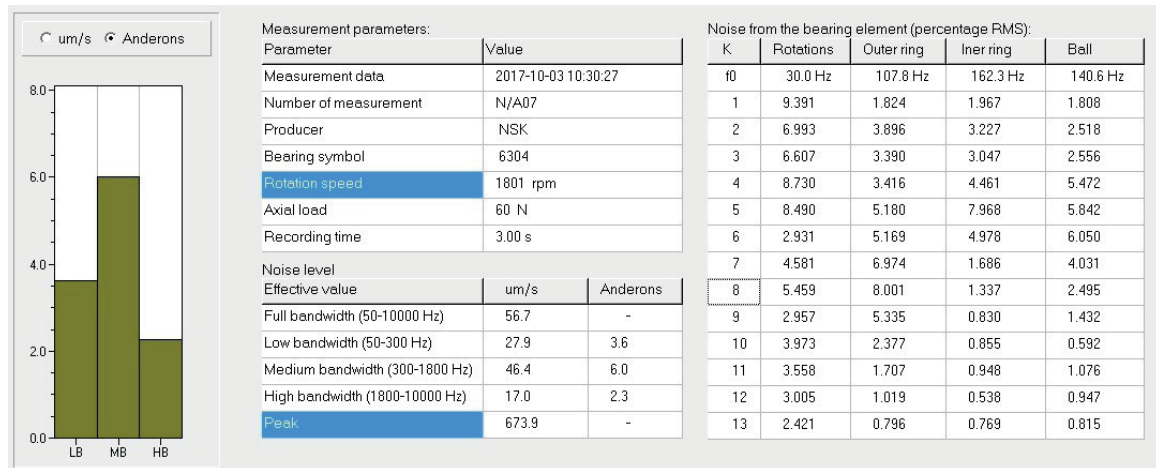 um/s Anderons
8.0
6.0
4.0
2.0
0.0
LB MB HB
Measurement parameters:
Parameter Value
Measurement data 2017-10-03 10:30:27
Number of measurement N/A07
Producer NSK
Bearing symbol 6304
Rotation speed 1801 rpm
Axial load 60 N
Recording time 3.00 s
Noise level
Effective value um/s Anderons
Full bandwidth (50-10000 Hz) 56.7 -
Low bandwidth (50-300 Hz) 27.9 3.6
Medium bandwidth (300-1800 Hz) 46.4 6.0
High bandwidth (1800-10000 Hz) 17.0 2.3
Peak 673.9 -
Noise from the bearing element (percentage RMS):
K Rotations Outer ring Iner ring Ball
f0 30.0 Hz 107.8 Hz 162.3 Hz 140.6 Hz
1 9.391 1.824 1.967 1.808
2 6.993 3.896 3.227 2.518
3 6.607 3.390 3.047 2.556
4 8.730 3.416 4.461 5.472
5 8.490 5.180 7.968 5.842
6 2.931 5.169 4.978 6.050
7 4.581 6.974 1.686 4.031
8 5.459 8.001 1.337 2.495
9 2.957 5.335 0.830 1.432
10 3.973 2.377 0.855 0.592
11 3.558 1.707 0.948 1.076
12 3.005 1.019 0.538 0.947
13 2.421 0.796 0.769 0.815